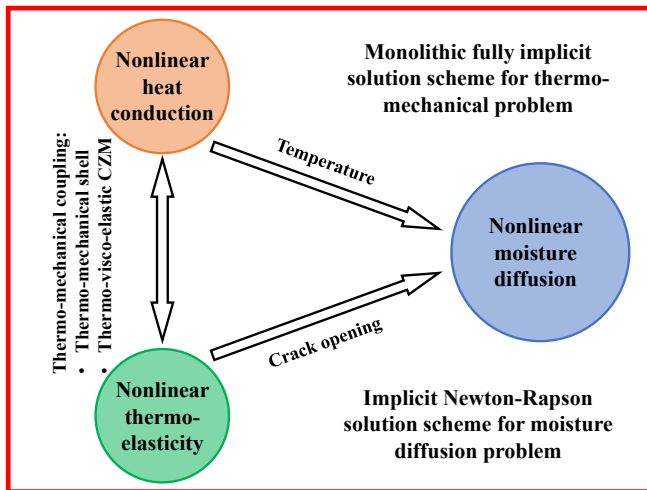 Nonlinear
heat
conduction
Monolithic fully implicit
solution scheme for thermo-
mechanical problem
Thermo-mechanical coupling:
• Thermo-mechanical shell
• Thermo-visco-elastic CZM
Temperature
Nonlinear
moisture
diffusion
Crack opening
Nonlinear
thermo-
elasticity
Implicit Newton-Rapson
solution scheme for moisture
diffusion problem